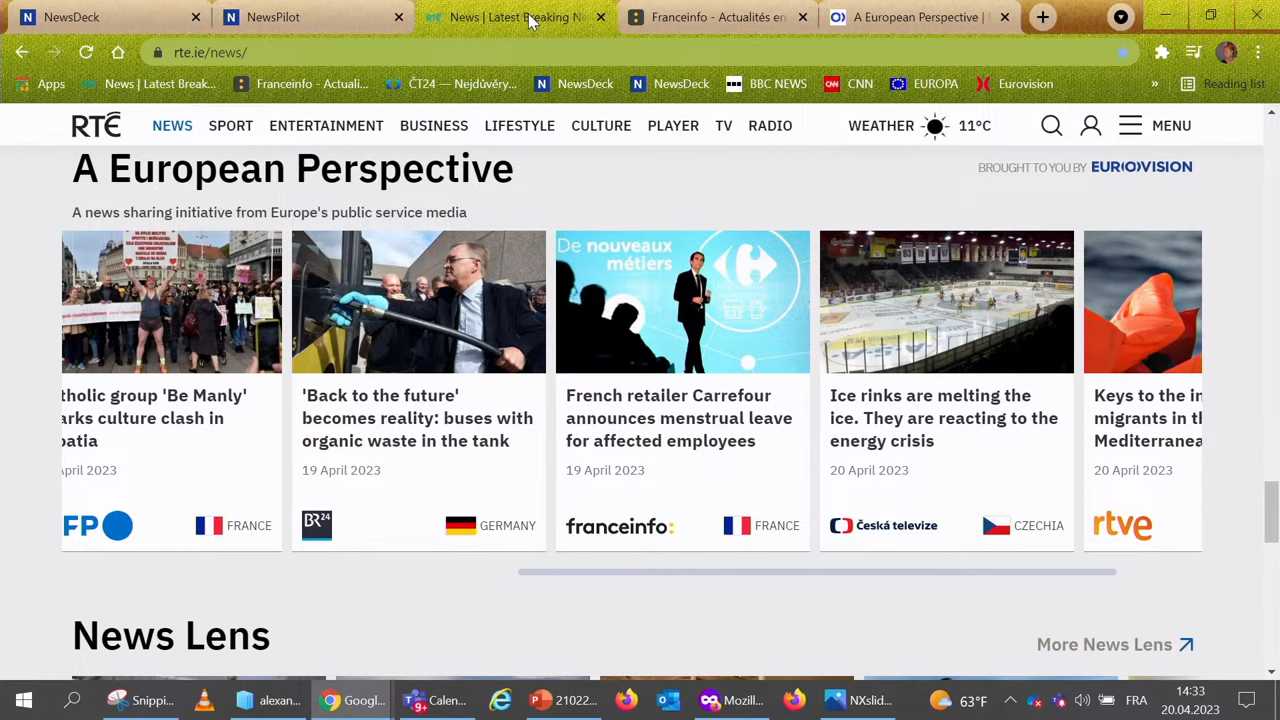 NewsDeck
NewsPilot
News | Latest Breaking N
Franceinfo - Actualités en
A European Perspective |
rte.ie/news/
Apps
News | Latest Break...
Franceinfo - Actuali...
ČT24 — Nejdůvěry...
NewsDeck
NewsDeck
BBC NEWS
CNN
EUROPA
Eurovision
»
Reading list
RTÉ
NEWS
SPORT
ENTERTAINMENT
BUSINESS
LIFESTYLE
CULTURE
PLAYER
TV
RADIO
WEATHER
11°C
MENU
A European Perspective
BROUGHT TO YOU BY EUROVISION
A news sharing initiative from Europe's public service media
De nouveaux
métiers
tholic group 'Be Manly'
arks culture clash in
oatia
April 2023
FP
FRANCE
'Back to the future'
becomes reality: buses with
organic waste in the tank
19 April 2023
BR
24
GERMANY
French retailer Carrefour
announces menstrual leave
for affected employees
19 April 2023
franceinfo:
FRANCE
Ice rinks are melting the
ice. They are reacting to the
energy crisis
20 April 2023
Česká televize
CZECHIA
Keys to the in
migrants in th
Mediterranea
20 April 2023
rtve
News Lens
More News Lens
Snippi...
alexan...
Googl...
Calen...
21022...
Mozill...
NXslid...
63°F
FRA
14:33
20.04.2023